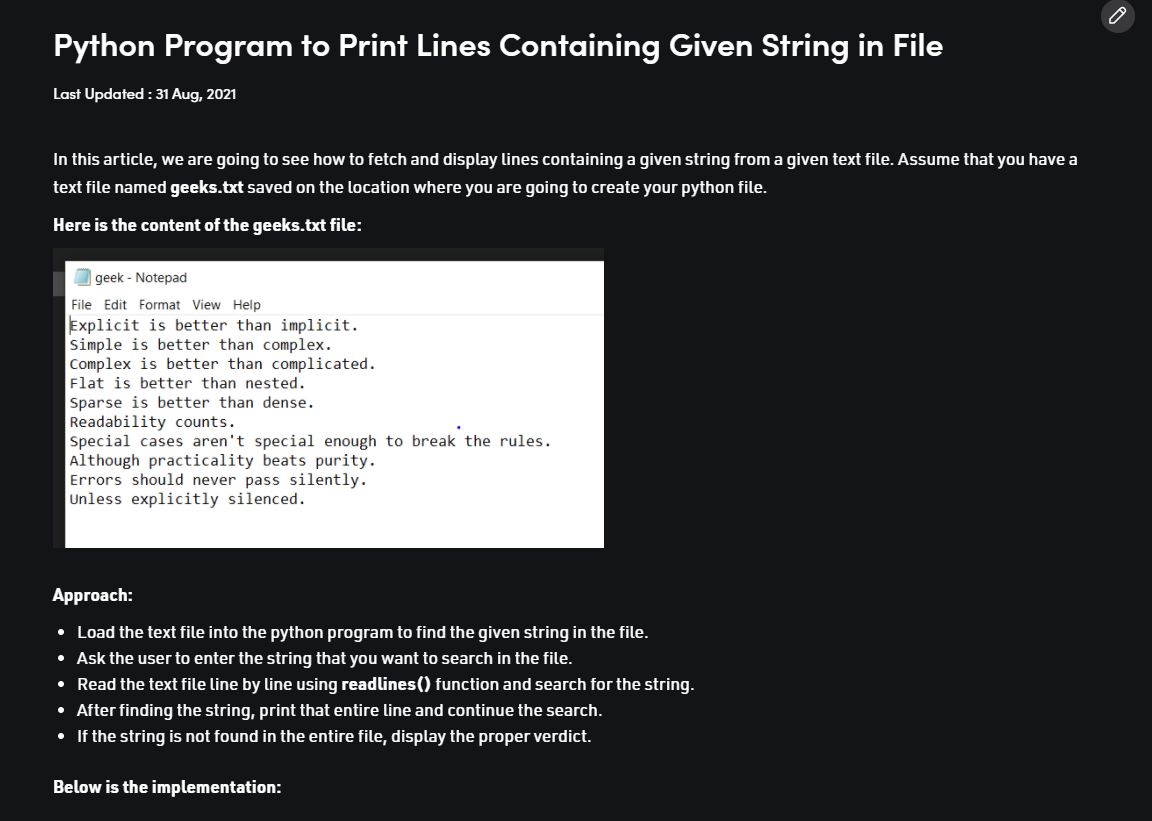 Python Program to Print Lines Containing Given String in File
Last Updated : 31 Aug, 2021
In this article, we are going to see how to fetch and display lines containing a given string from a given text file. Assume that you have a
text file named geeks.txt saved on the location where you are going to create your python file.
Here is the content of the geeks.txt file:
geek - Notepad
File Edit Format View Help
Explicit is better than implicit.
Simple is better than complex.
Complex is better than complicated.
Flat is better than nested.
Sparse is better than dense.
Readability counts.
Special cases aren't special enough to break the rules.
Although practicality beats purity.
Errors should never pass silently.
Unless explicitly silenced.
Approach:
• Load the text file into the python program to find the given string in the file.
• Ask the user to enter the string that you want to search in the file.
• Read the text file line by line using readlines() function and search for the string.
• After finding the string, print that entire line and continue the search.
• If the string is not found in the entire file, display the proper verdict.
Below is the implementation: